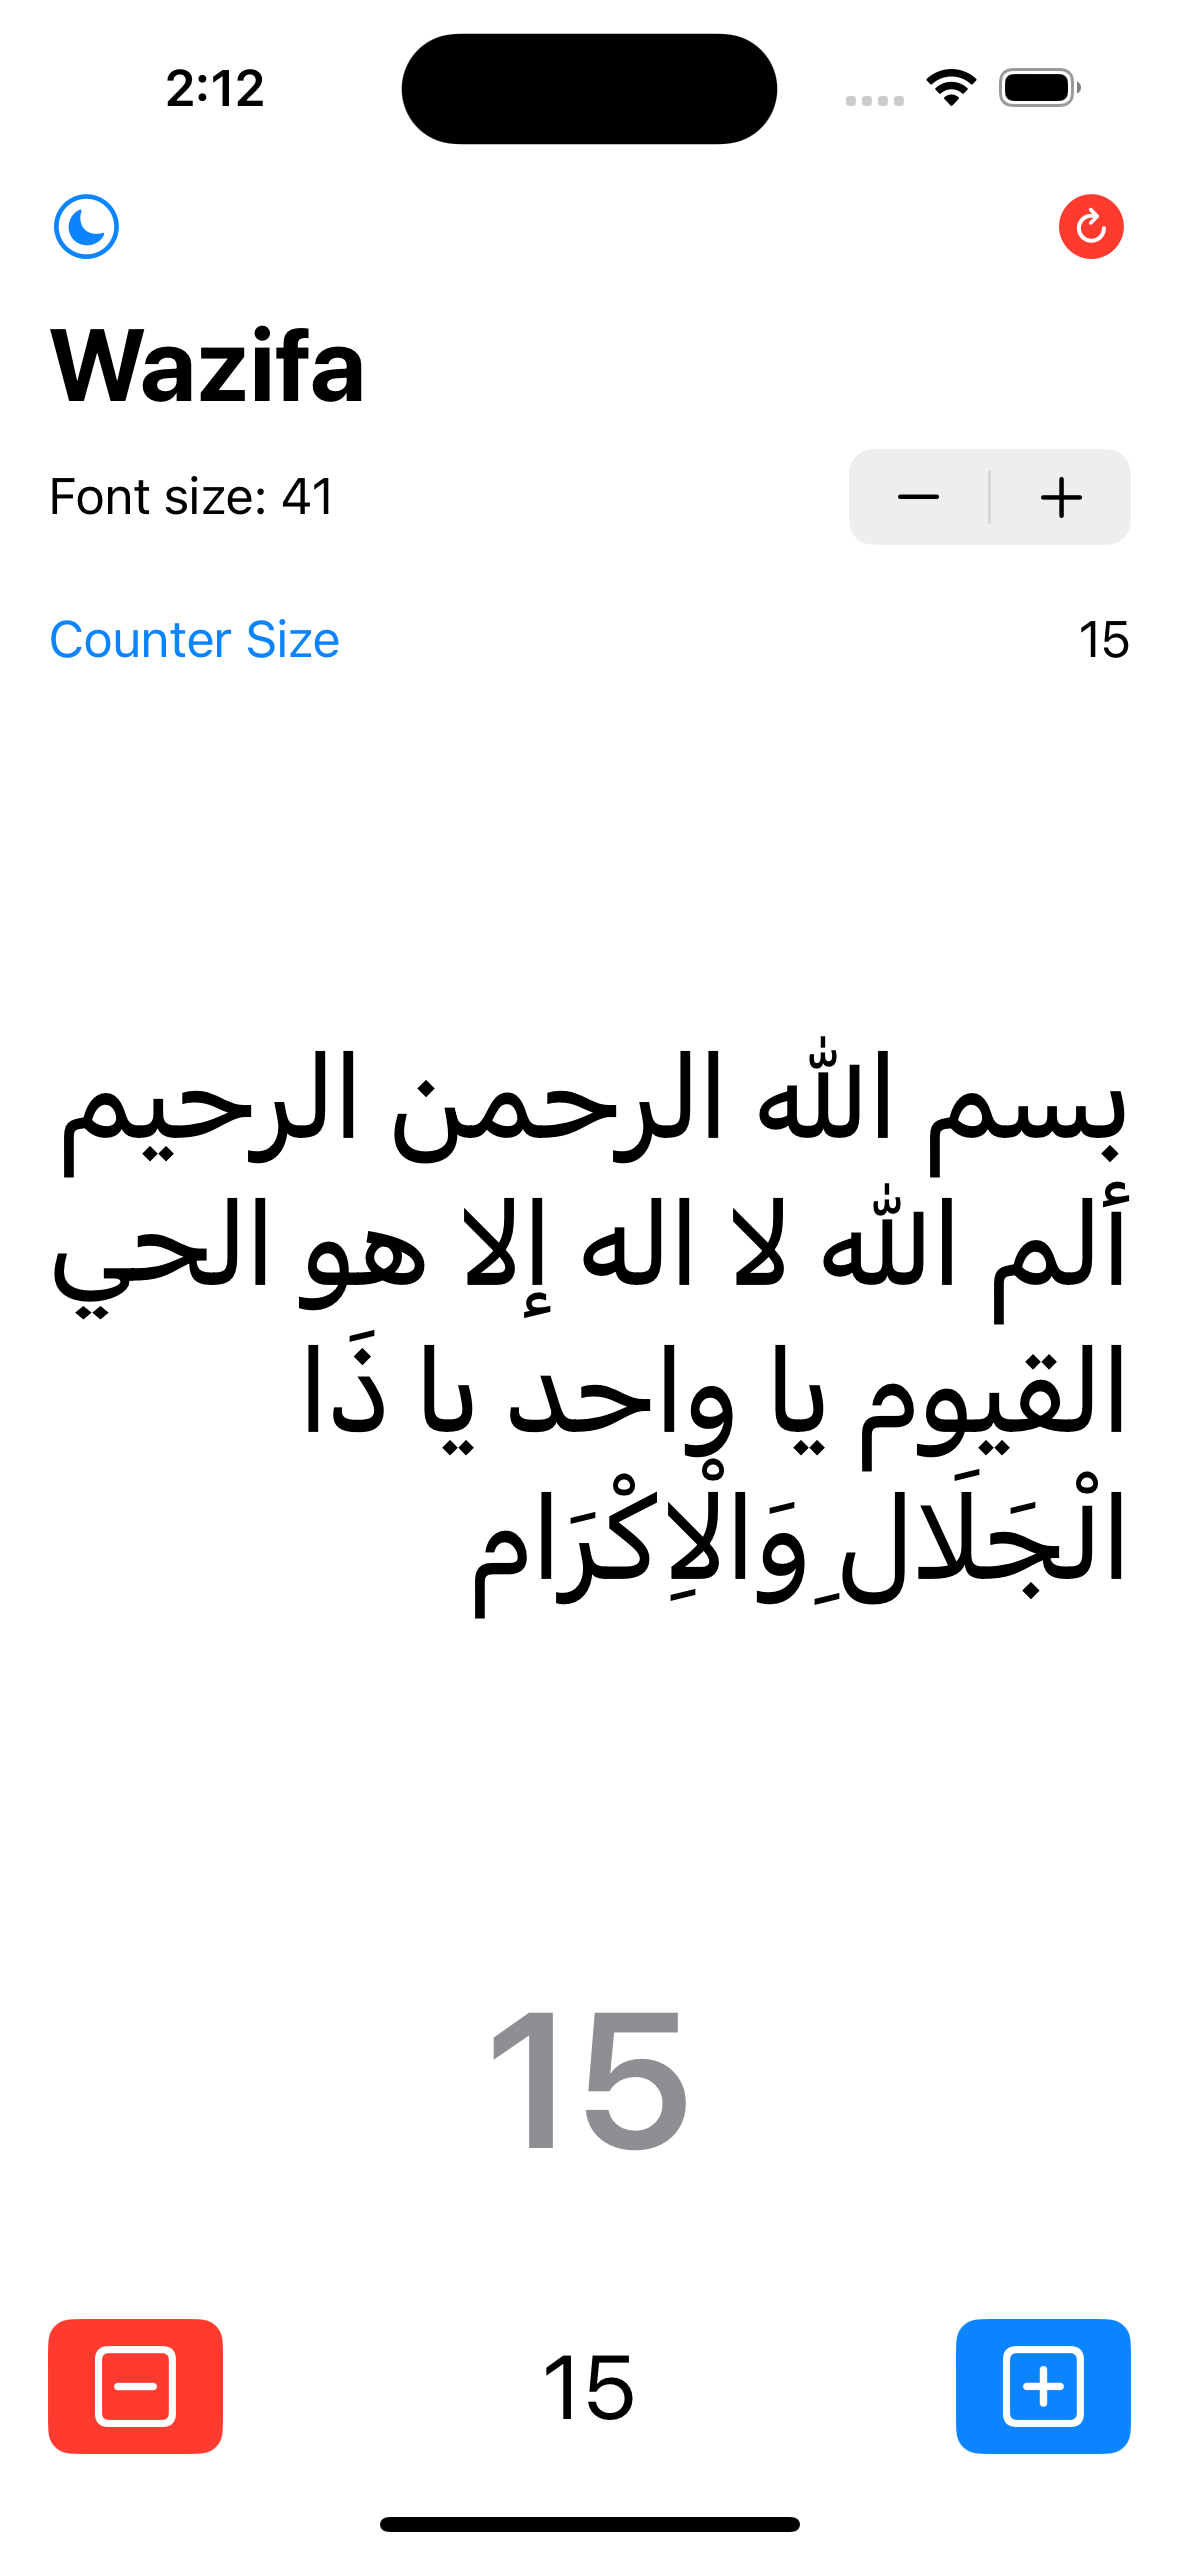 2:12
Wazifa
Font size: 41
Counter Size 15
بسم الله الرحمن الرحيم
ألم الله لا اله إلا هو الحي
القيوم يا واحد يا ذَا
الْجَلَال ِوَالْاِكْرَام
15
15